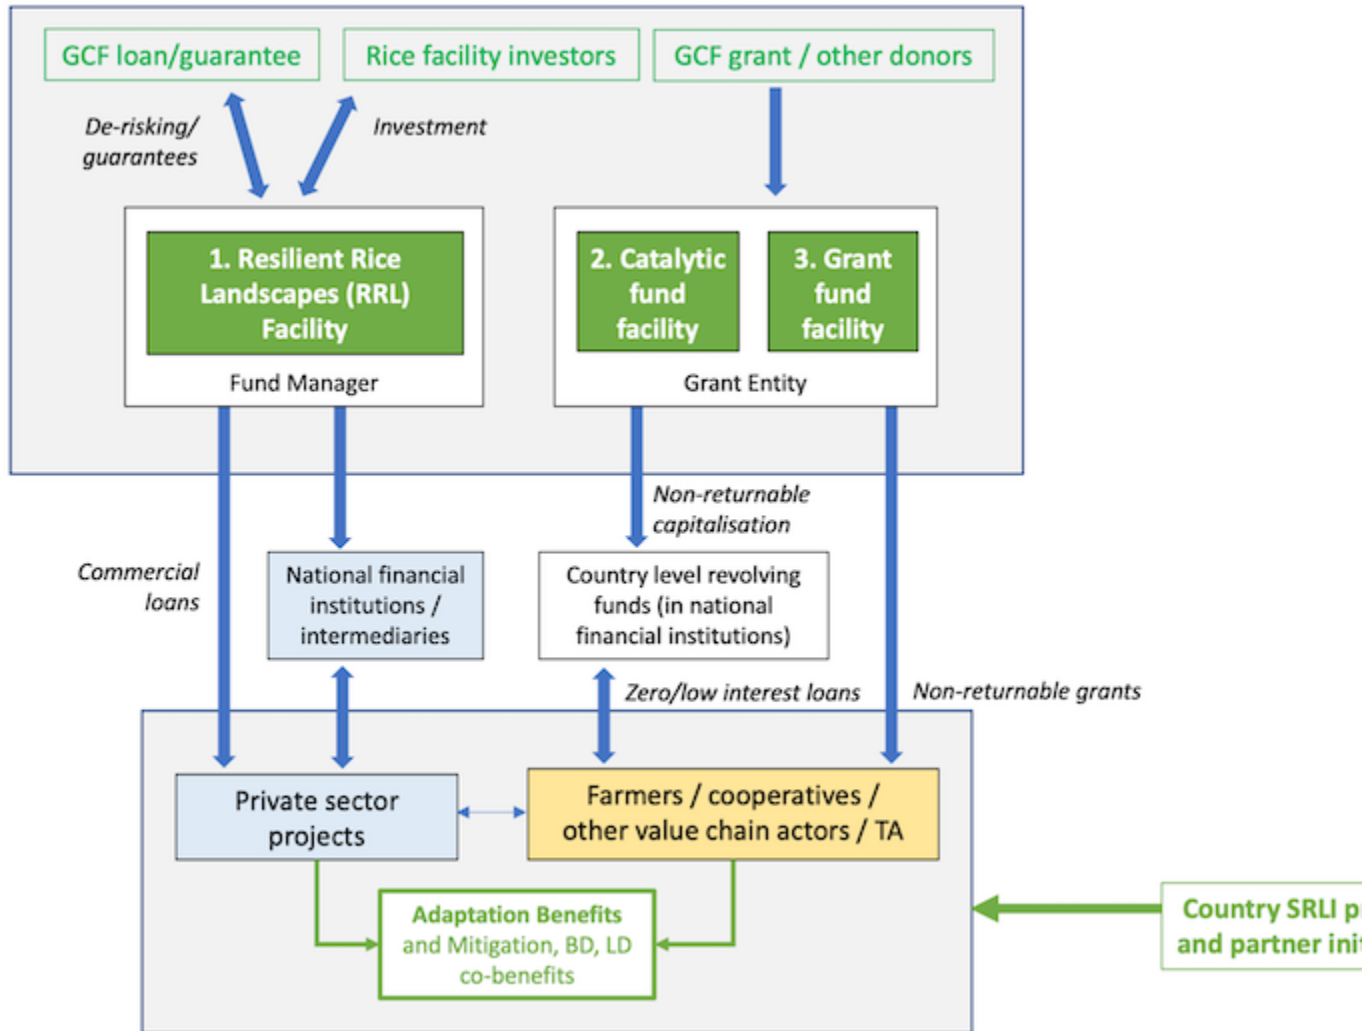 GCF loan/guarantee
Rice facility investors
GCF grant / other donors
De-risking/
guarantees
Investment
1. Resilient Rice
Landscapes (RRL)
Facility
Fund Manager
2. Catalytic
fund
facility
3. Grant
fund
facility
Grant Entity
Non-returnable
capitalisation
Commercial
loans
National financial
institutions /
intermediaries
Country level revolving
funds (in national
financial institutions)
Zero/low interest loans
Non-returnable grants
Private sector
projects
Farmers / cooperatives /
other value chain actors / TA
Adaptation Benefits
and Mitigation, BD, LD
co-benefits
Country SRLI
and partner